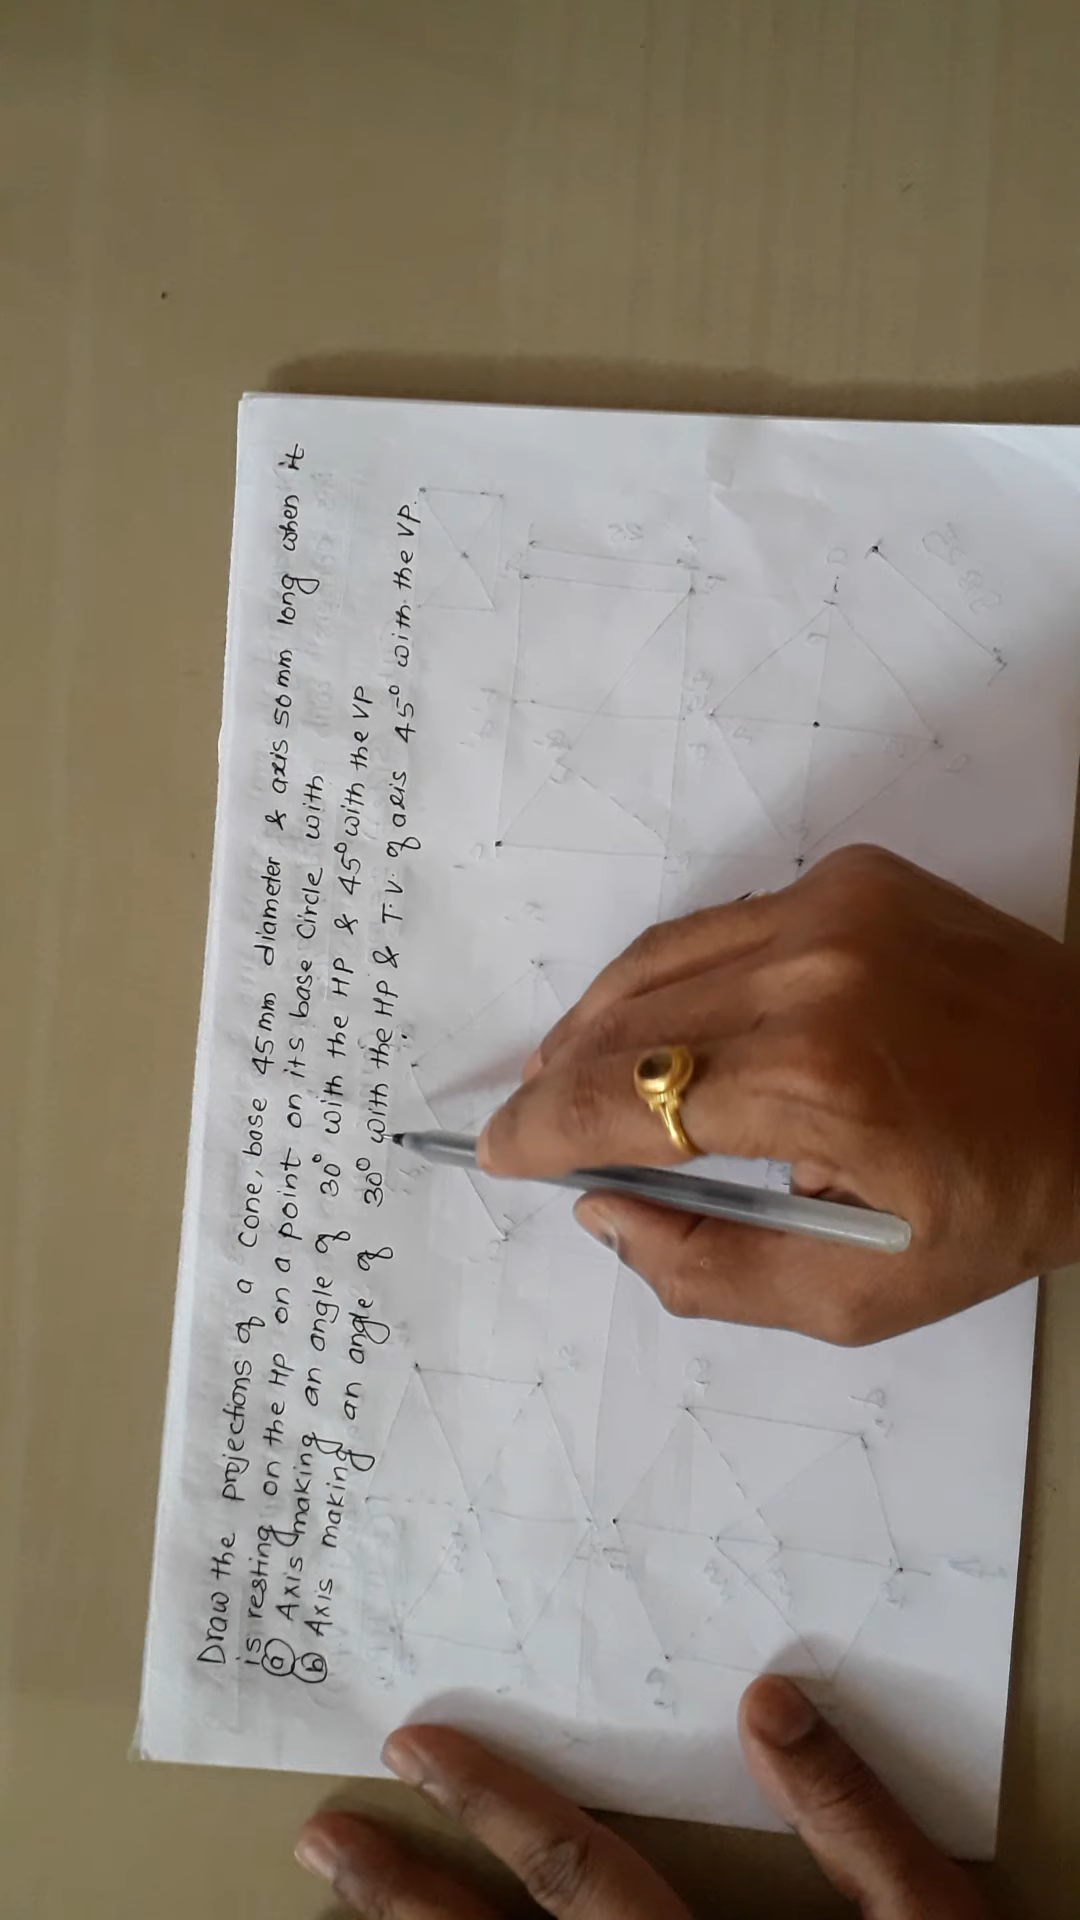 Draw the projections of a cone, base 45mm diameter & axis 50mm long when it
is resting on the HP on a point on its base circle with
(a) Axis making an angle of 30° with the HP & 45° with the VP
(b) Axis making an angle of 30° with the HP & T.V. of axis 45° with the VP.